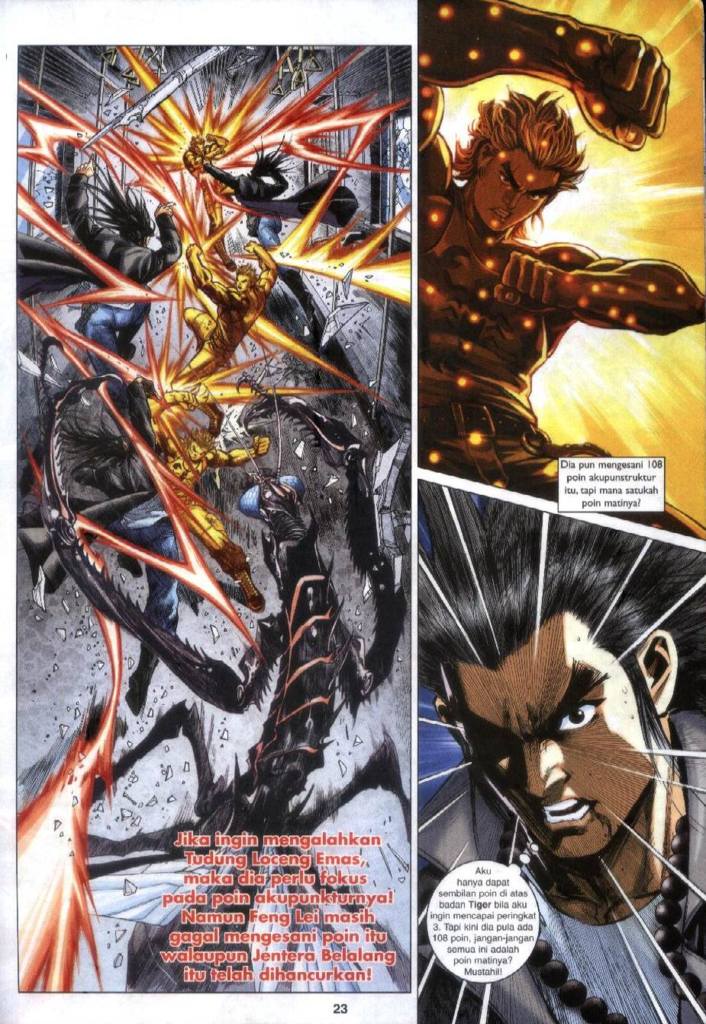 Jika ingin mengalahkan
Tudung Loceng Emas,
maka dia perlu fokus
pada poin akupunkturnya!
Namun Feng Lei masih
gagal mengesani poin itu
walaupun Jentera Belalang
itu telah dihancurkan!
Dia pun mengesani 108
poin akupunstruktur
itu, tapi mana satukah
poin matinya?
Aku
hanya dapat
sembilan poin di atas
badan Tiger bila aku
ingin mencapai peringkat
3. Tapi kini dia pula ada
108 poin, jangan-jangan
semua ini adalah
poin matinya?
Mustahil!
23